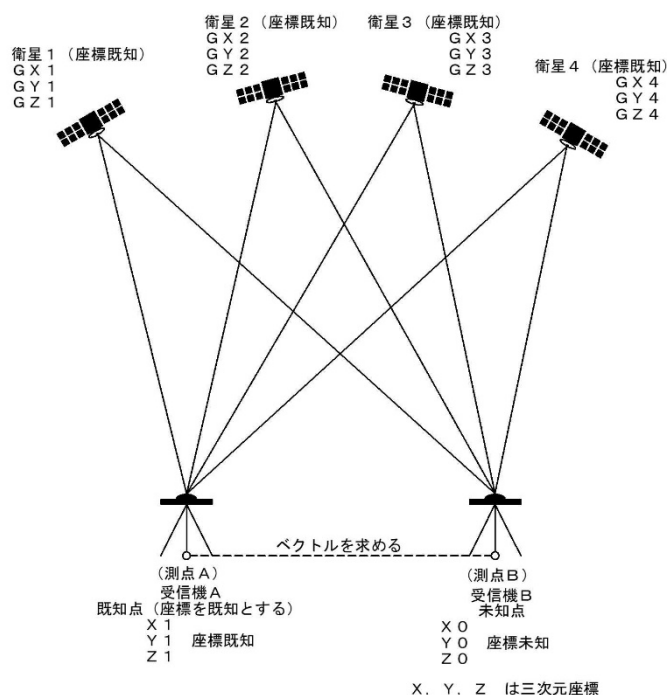 衛星1(座標既知)
GX1
GY1
GZ1
衛星2(座標既知)
GX2
GY2
GZ2
衛星3(座標既知)
GX3
GY3
GZ3
衛星4(座標既知)
GX4
GY4
GZ4
ベクトルを求める
(測点A)
受信機A
既知点(座標を既知とする)
X1
Y1 座標既知
Z1
(測点B)
受信機B
未知点
X0
Y0 座標未知
Z0
X.Y.Z は三次元座標